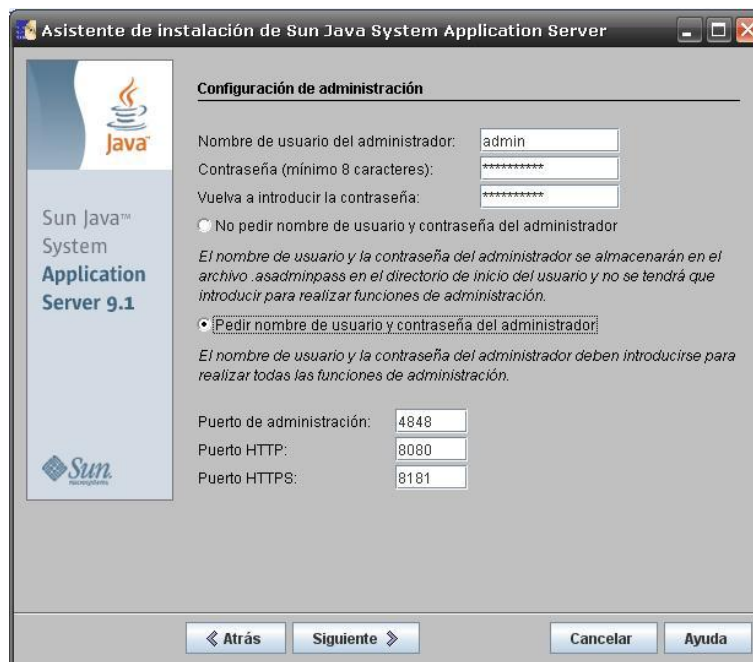 Asistente de instalación de Sun Java System Application Server
Java™
Sun Java™
System
Application
Server 9.1
Sun
microsystems
Configuración de administración
Nombre de usuario del administrador: admin
Contraseña (mínimo 8 caracteres): **********
Vuelva a introducir la contraseña: **********
No pedir nombre de usuario y contraseña del administrador
El nombre de usuario y la contraseña del administrador se almacenarán en el
archivo .asadminpass en el directorio de inicio del usuario y no se tendrá que
introducir para realizar funciones de administración.
Pedir nombre de usuario y contraseña del administrador
El nombre de usuario y la contraseña del administrador deben introducirse para
realizar todas las funciones de administración.
Puerto de administración: 4848
Puerto HTTP: 8080
Puerto HTTPS: 8181
Atrás Siguiente Cancelar Ayuda